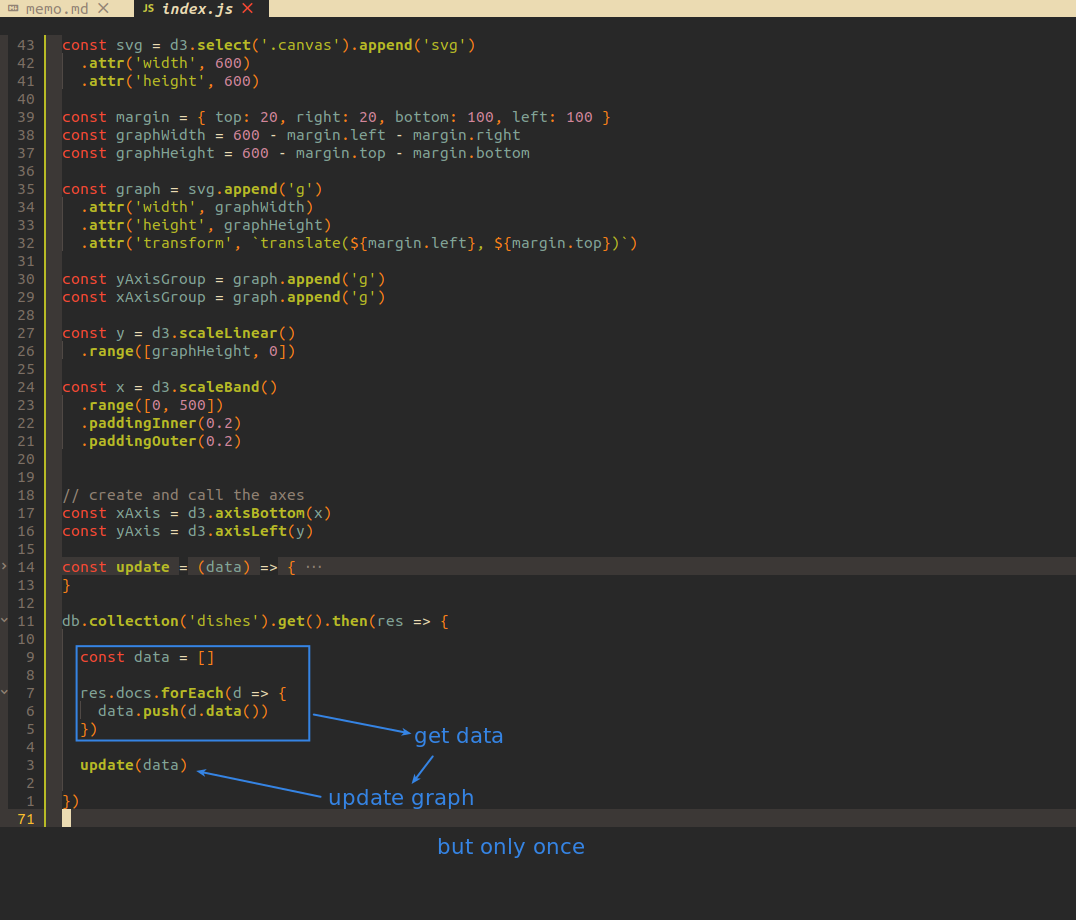 memo.md
JS index.js
43 const svg = d3.select('.canvas').append('svg')
42 .attr('width', 600)
41 .attr('height', 600)
40
39 const margin = { top: 20, right: 20, bottom: 100, left: 100 }
38 const graphWidth = 600 - margin.left - margin.right
37 const graphHeight = 600 - margin.top - margin.bottom
36
35 const graph = svg.append('g')
34 .attr('width', graphWidth)
33 .attr('height', graphHeight)
32 .attr('transform', `translate(${margin.left}, ${margin.top})`)
31
30 const yAxisGroup = graph.append('g')
29 const xAxisGroup = graph.append('g')
28
27 const y = d3.scaleLinear()
26 .range([graphHeight, 0])
25
24 const x = d3.scaleBand()
23 .range([0, 500])
22 .paddingInner(0.2)
21 .paddingOuter(0.2)
20
19
18 // create and call the axes
17 const xAxis = d3.axisBottom(x)
16 const yAxis = d3.axisLeft(y)
15
14 const update = (data) => { ···
13 }
12
11 db.collection('dishes').get().then(res => {
10
9 const data = []
8
7 res.docs.forEach(d => {
6 data.push(d.data())
5 })
get data
4
3 update(data)
2
update graph
1 })
71
but only once